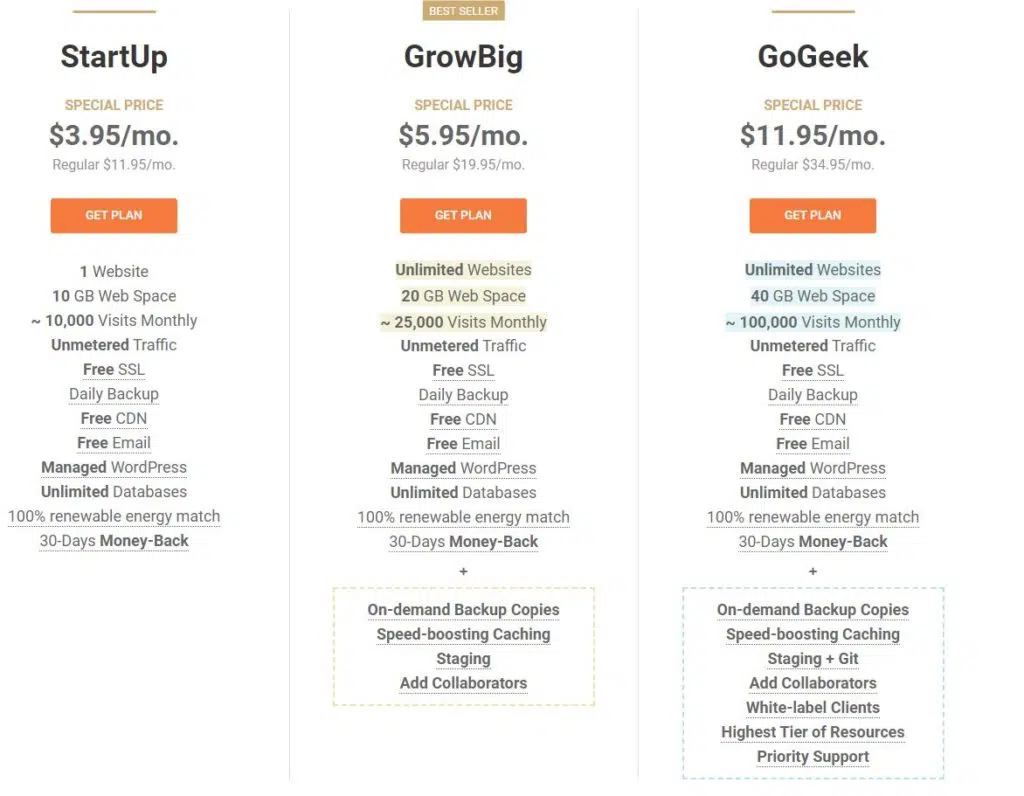 StartUp
SPECIAL PRICE
$3.95/mo.
Regular $11.95/mo.
GET PLAN
1 Website
10 GB Web Space
~ 10,000 Visits Monthly
Unmetered Traffic
Free SSL
Daily Backup
Free CDN
Free Email
Managed WordPress
Unlimited Databases
100% renewable energy match
30-Days Money-Back
BEST SELLER
GrowBig
SPECIAL PRICE
$5.95/mo.
Regular $19.95/mo.
GET PLAN
Unlimited Websites
20 GB Web Space
~ 25,000 Visits Monthly
Unmetered Traffic
Free SSL
Daily Backup
Free CDN
Free Email
Managed WordPress
Unlimited Databases
100% renewable energy match
30-Days Money-Back
+
On-demand Backup Copies
Speed-boosting Caching
Staging
Add Collaborators
GoGeek
SPECIAL PRICE
$11.95/mo.
Regular $34.95/mo.
GET PLAN
Unlimited Websites
40 GB Web Space
~ 100,000 Visits Monthly
Unmetered Traffic
Free SSL
Daily Backup
Free CDN
Free Email
Managed WordPress
Unlimited Databases
100% renewable energy match
30-Days Money-Back
+
On-demand Backup Copies
Speed-boosting Caching
Staging + Git
Add Collaborators
White-label Clients
Highest Tier of Resources
Priority Support